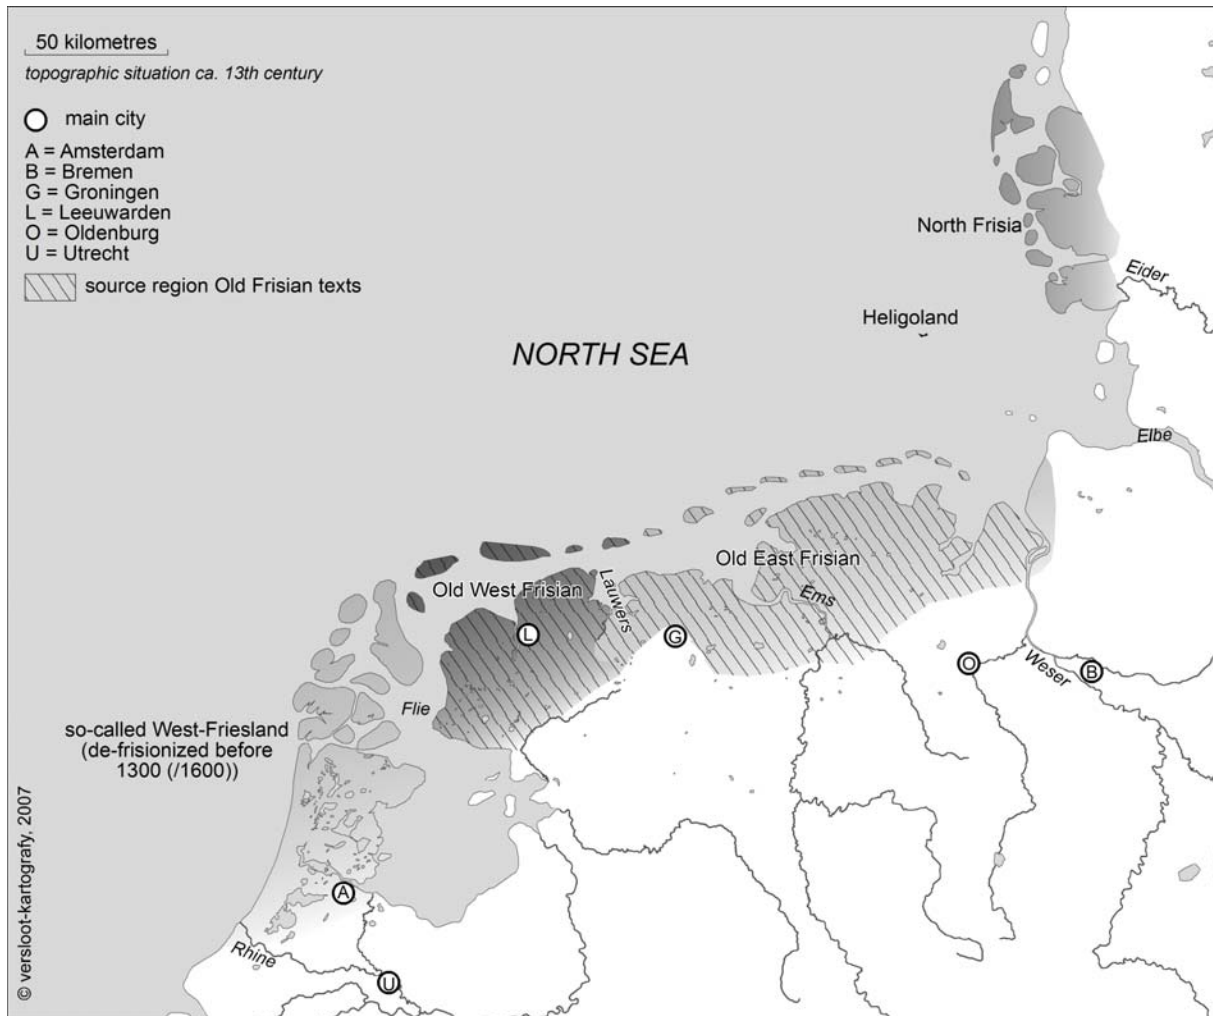 50 kilometres
topographic situation ca. 13th century
main city
A = Amsterdam
B = Bremen
G = Groningen
L = Leeuwarden
O = Oldenburg
U = Utrecht
source region Old Frisian texts
North Frisia
Eider
Heligoland
NORTH SEA
Elbe
Old East Frisian
Old West Frisian
Lauwers
Ems
L
G
O
B
Weser
Flie
so-called West-Friesland
(de-frisionized before
1300 (/1600))
A
Rhine
U
© versloot-kartografy, 2007